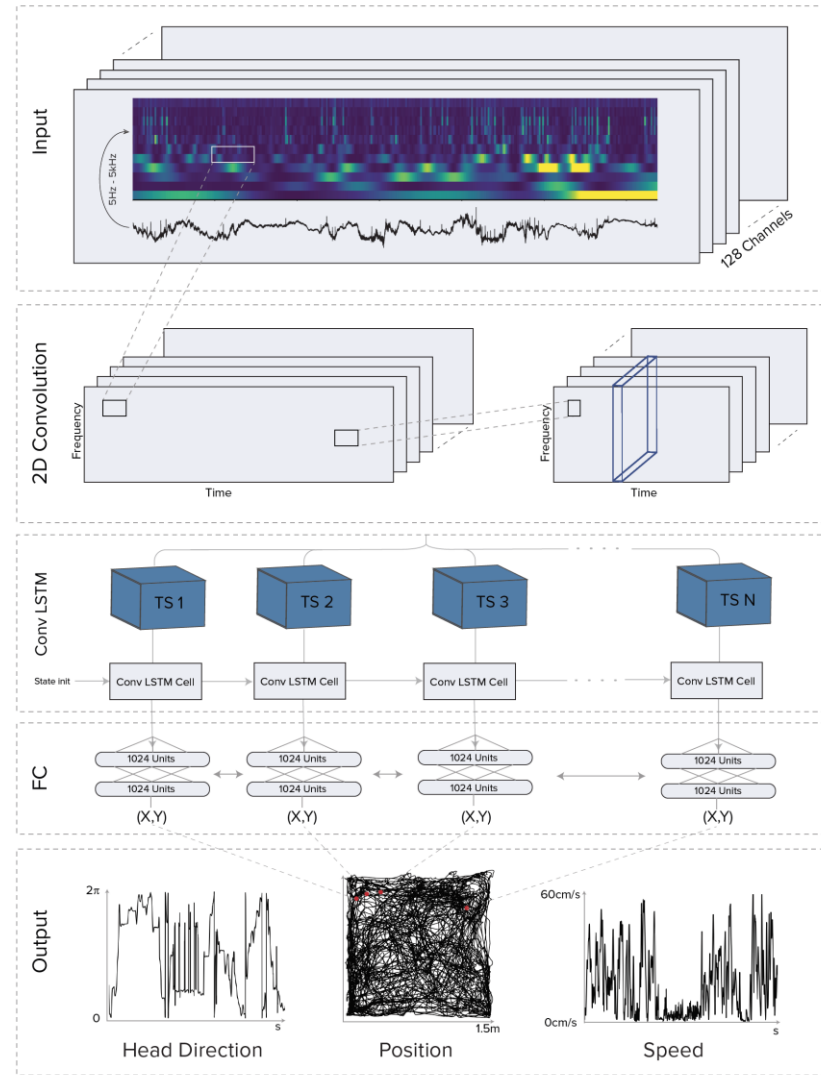 Input
5Hz - 5kHz
128 Channels
2D Convolution
Frequency
Time
Frequency
Time
Conv LSTM
TS 1
TS 2
TS 3
TS N
State init
Conv LSTM Cell
Conv LSTM Cell
Conv LSTM Cell
Conv LSTM Cell
FC
1024 Units
1024 Units
1024 Units
1024 Units
1024 Units
1024 Units
1024 Units
1024 Units
(X,Y)
(X,Y)
(X,Y)
(X,Y)
Output
2π
0
s
Head Direction
1.5m
Position
60cm/s
0cm/s
s
Speed